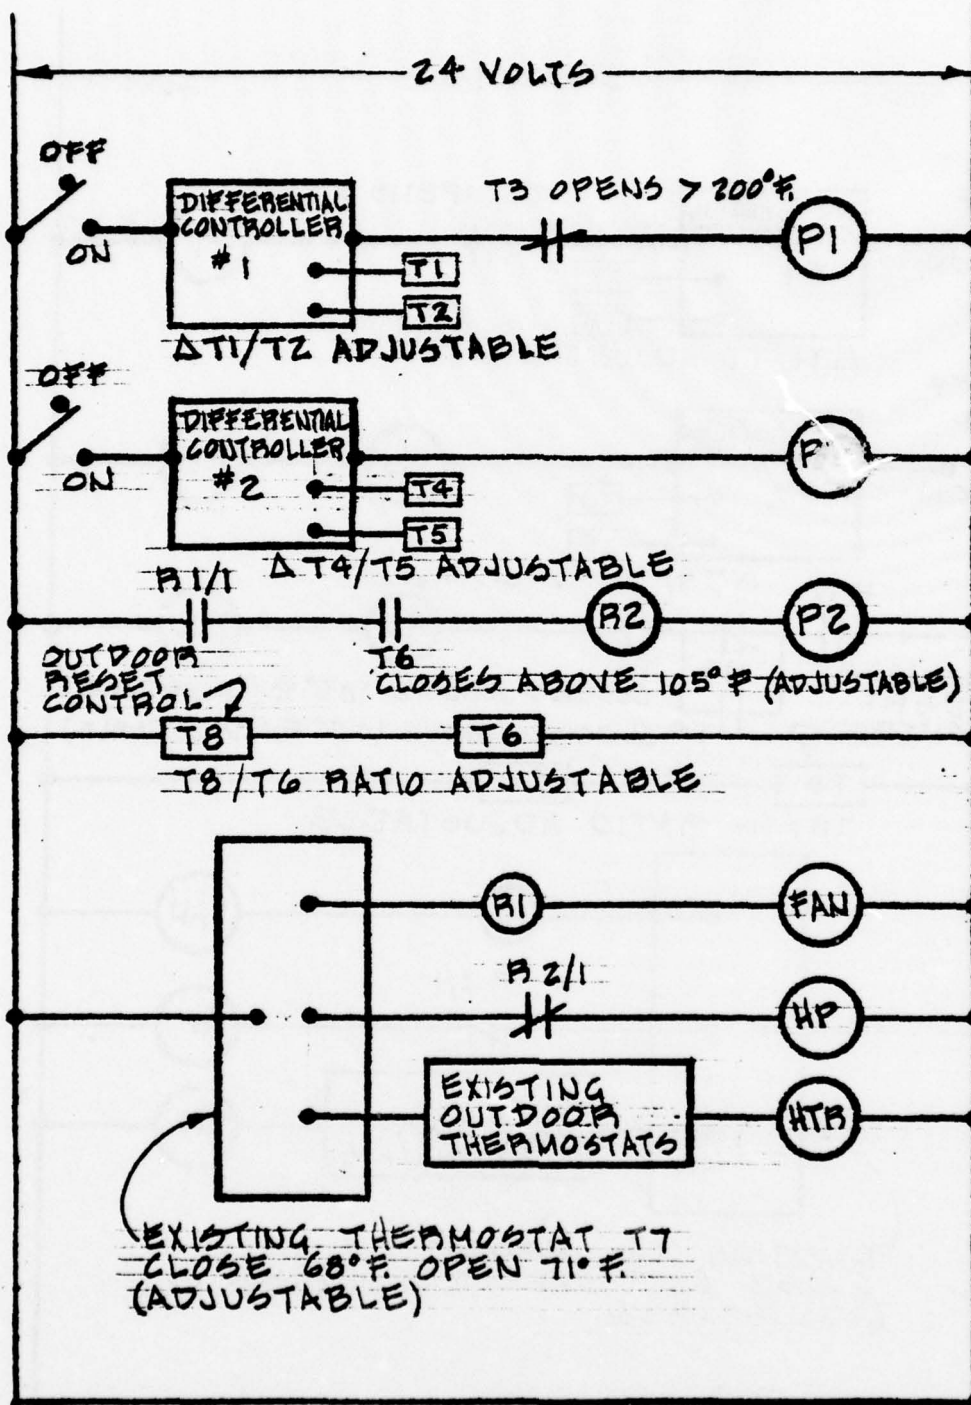 24 VOLTS
OFF
ON
DIFFERENTIAL
CONTROLLER
#1
T1
T2
T3 OPENS > 200°F.
P1
ΔT1/T2 ADJUSTABLE
OFF
ON
DIFFERENTIAL
CONTROLLER
#2
T4
T5
ΔT4/T5 ADJUSTABLE
R1/1
R2
P2
OUTDOOR
RESET
CONTROL
T6
CLOSES ABOVE 105°F (ADJUSTABLE)
T8
T6
T8/T6 RATIO ADJUSTABLE
R1
FAN
R2/1
HP
EXISTING
OUTDOOR
THERMOSTATS
HTR
EXISTING THERMOSTAT T7
CLOSE 68°F. OPEN 71°F.
(ADJUSTABLE)